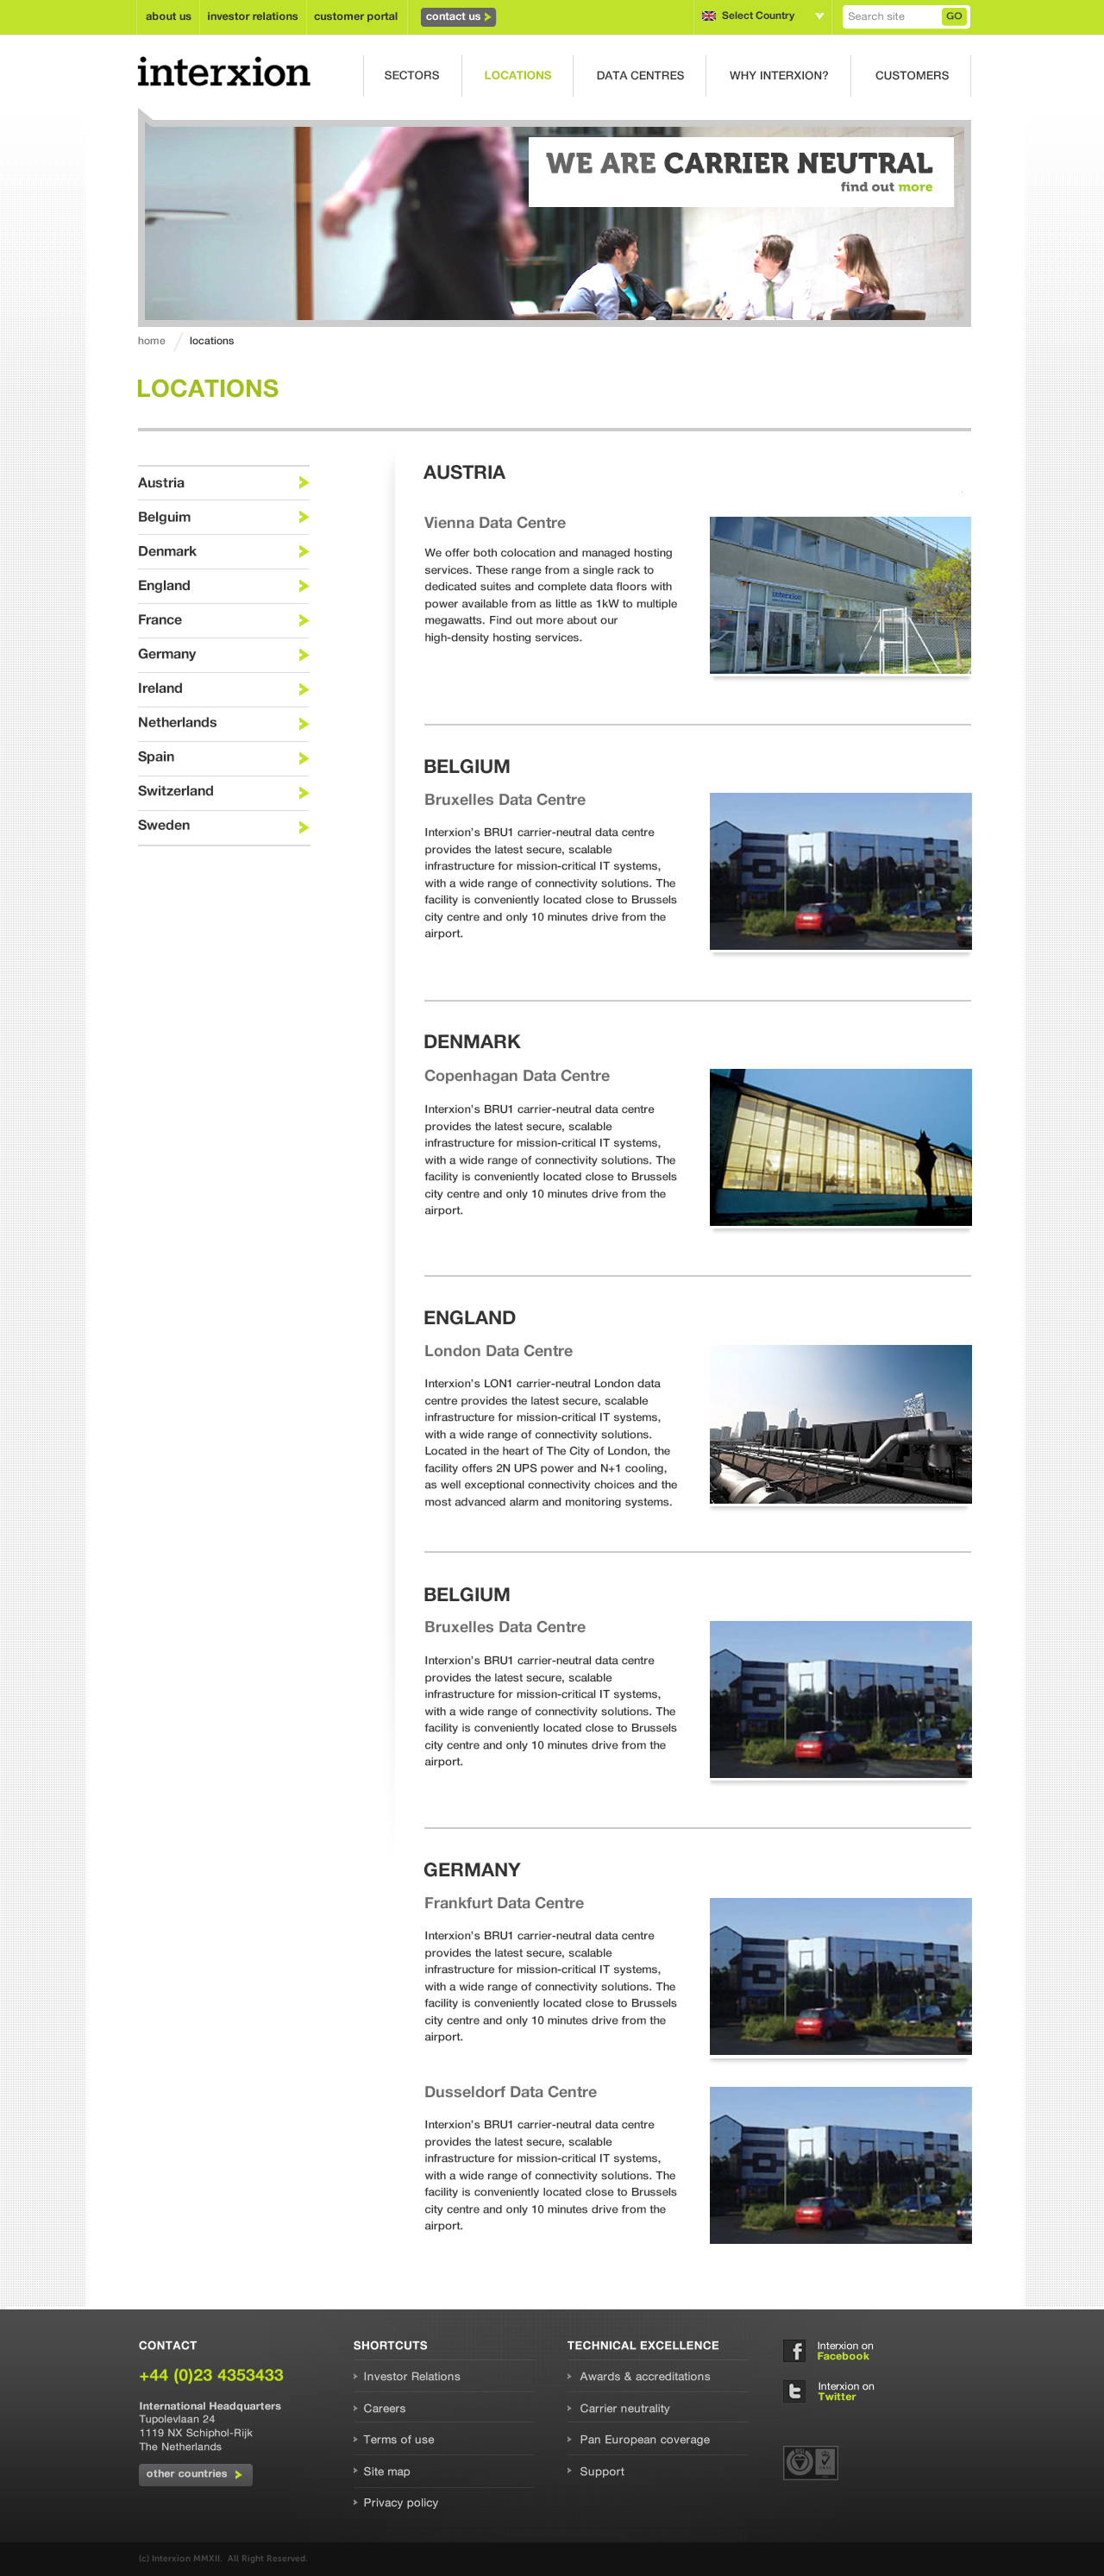 about us
investor relations
customer portal
contact us
Select Country
Search site
GO
interxion
SECTORS
LOCATIONS
DATA CENTRES
WHY INTERXION?
CUSTOMERS
WE ARE CARRIER NEUTRAL
find out more
home
locations
LOCATIONS
Austria
Belguim
Denmark
England
France
Germany
Ireland
Netherlands
Spain
Switzerland
Sweden
AUSTRIA
Vienna Data Centre
We offer both colocation and managed hosting
services. These range from a single rack to
dedicated suites and complete data floors with
power available from as little as 1kW to multiple
megawatts. Find out more about our
high-density hosting services.
interxion
BELGIUM
Bruxelles Data Centre
Interxion's BRU1 carrier-neutral data centre
provides the latest secure, scalable
infrastructure for mission-critical IT systems,
with a wide range of connectivity solutions. The
facility is conveniently located close to Brussels
city centre and only 10 minutes drive from the
airport.
DENMARK
Copenhagan Data Centre
Interxion's BRU1 carrier-neutral data centre
provides the latest secure, scalable
infrastructure for mission-critical IT systems,
with a wide range of connectivity solutions. The
facility is conveniently located close to Brussels
city centre and only 10 minutes drive from the
airport.
ENGLAND
London Data Centre
Interxion's LON1 carrier-neutral London data
centre provides the latest secure, scalable
infrastructure for mission-critical IT systems,
with a wide range of connectivity solutions.
Located in the heart of The City of London, the
facility offers 2N UPS power and N+1 cooling,
as well exceptional connectivity choices and the
most advanced alarm and monitoring systems.
BELGIUM
Bruxelles Data Centre
Interxion's BRU1 carrier-neutral data centre
provides the latest secure, scalable
infrastructure for mission-critical IT systems,
with a wide range of connectivity solutions. The
facility is conveniently located close to Brussels
city centre and only 10 minutes drive from the
airport.
GERMANY
Frankfurt Data Centre
Interxion's BRU1 carrier-neutral data centre
provides the latest secure, scalable
infrastructure for mission-critical IT systems,
with a wide range of connectivity solutions. The
facility is conveniently located close to Brussels
city centre and only 10 minutes drive from the
airport.
Dusseldorf Data Centre
Interxion's BRU1 carrier-neutral data centre
provides the latest secure, scalable
infrastructure for mission-critical IT systems,
with a wide range of connectivity solutions. The
facility is conveniently located close to Brussels
city centre and only 10 minutes drive from the
airport.
CONTACT
+44 (0)23 4353433
International Headquarters
Tupolevlaan 24
1119 NX Schiphol-Rijk
The Netherlands
other countries
SHORTCUTS
Investor Relations
Careers
Terms of use
Site map
Privacy policy
TECHNICAL EXCELLENCE
Awards & accreditations
Carrier neutrality
Pan European coverage
Support
Interxion on
Facebook
Interxion on
Twitter
(c) Interxion MMXII. All Right Reserved.